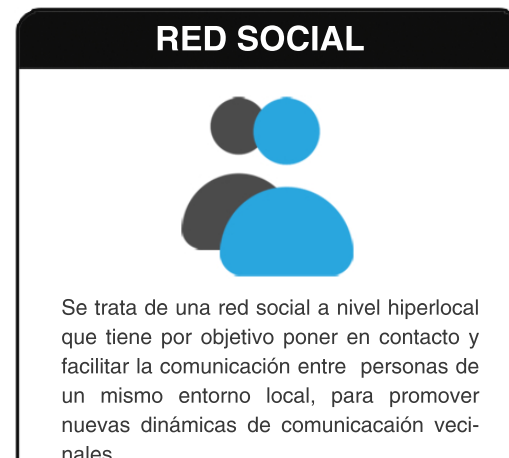 RED SOCIAL
Se trata de una red social a nivel hiperlocal
que tiene por objetivo poner en contacto y
facilitar la comunicación entre personas de
un mismo entorno local, para promover
nuevas dinámicas de comunicacaión veci-
nales